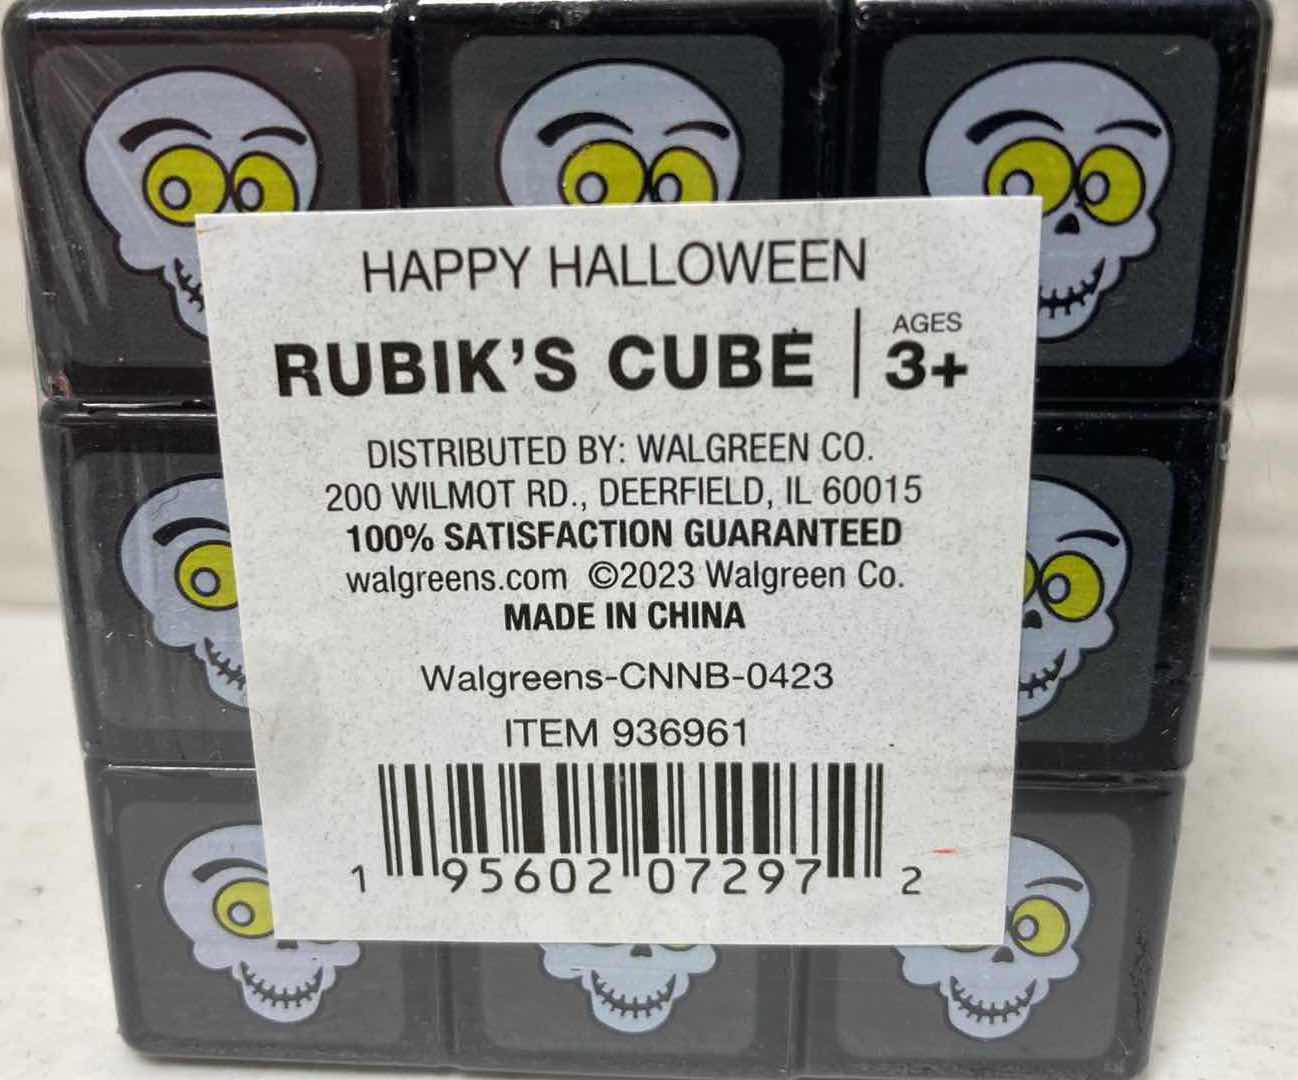 HAPPY HALLOWEEN
RUBIK'S CUBE
AGES
3+
DISTRIBUTED BY: WALGREEN CO.
200 WILMOT RD., DEERFIELD, IL 60015
100% SATISFACTION GUARANTEED
walgreens.com ©2023 Walgreen Co.
MADE IN CHINA
Walgreens-CNNB-0423
ITEM 936961
1 95602 07297 2